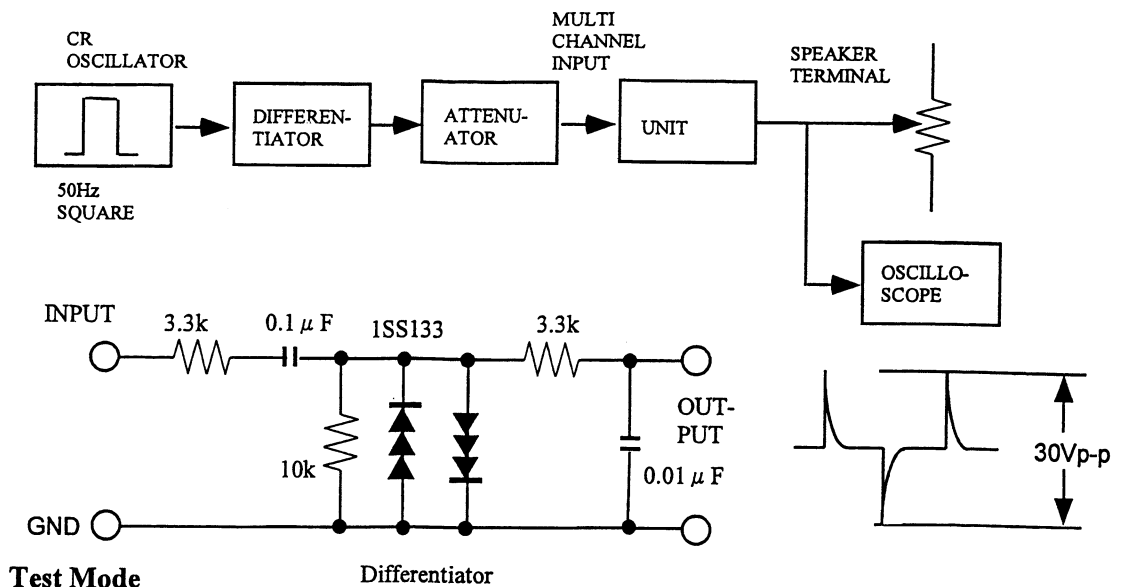 CR
OSCILLATOR
50Hz
SQUARE
DIFFEREN-
TIATOR
ATTENU-
ATOR
MULTI
CHANNEL
INPUT
UNIT
SPEAKER
TERMINAL
OSCILLO-
SCOPE
INPUT
3.3k
0.1 μ F
1SS133
3.3k
10k
OUT-
PUT
0.01 μ F
GND
30Vp-p
Test Mode
Differentiator